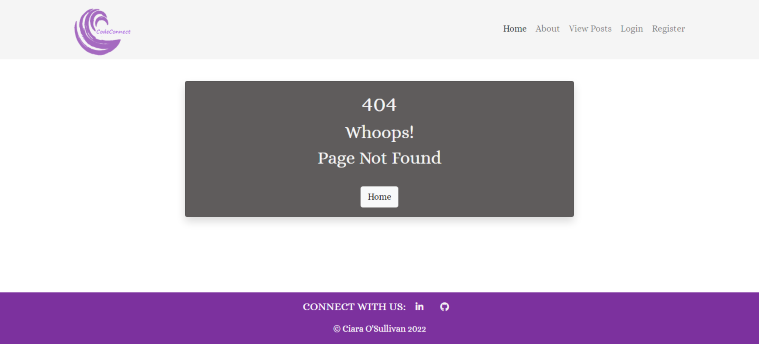 CodeConnect
Home About View Posts Login Register
404
Whoops!
Page Not Found
Home
CONNECT WITH US: in
© Ciara O'Sullivan 2022